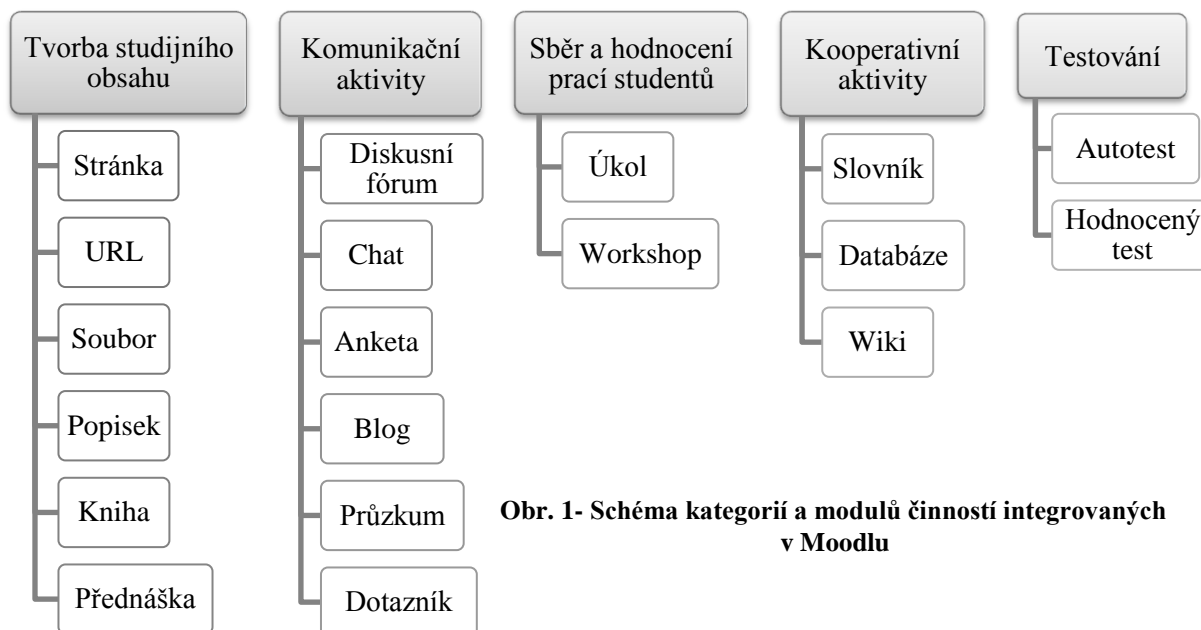 Tvorba studijního
obsahu
Stránka
URL
Soubor
Popisek
Kniha
Přednáška
Komunikační
aktivity
Diskusní
fórum
Chat
Anketa
Blog
Průzkum
Dotazník
Sběr a hodnocení
prací studentů
Úkol
Workshop
Kooperativní
aktivity
Slovník
Databáze
Wiki
Testování
Autotest
Hodnocený
test
Obr. 1- Schéma kategorií a modulů činností integrovaných
v Moodlu